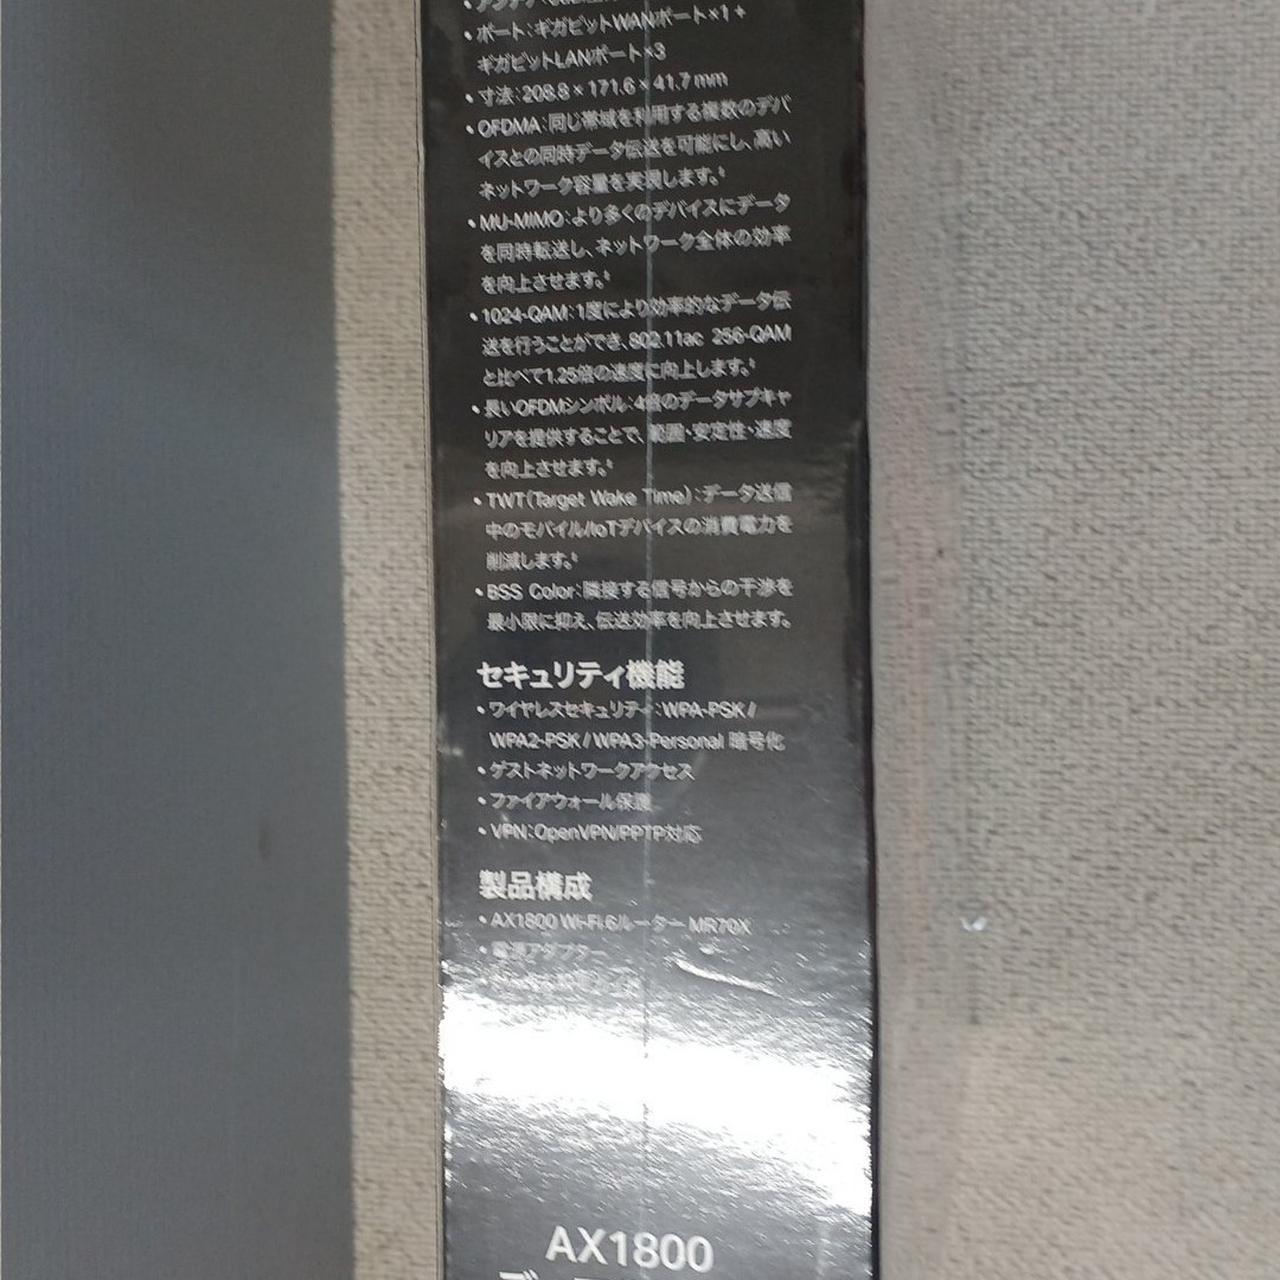 • ポート：ギガビットWANポート×1 +
ギガビットLANポート×3
• 寸法：208.8 × 171.6 × 41.7 mm
• OFDMA：同じ帯域を利用する複数のデバ
イスとの同時データ伝送を可能にし、高い
ネットワーク容量を実現します。‡
• MU-MIMO：より多くのデバイスにデータ
を同時転送し、ネットワーク全体の効率
を向上させます。‡
• 1024-QAM：1度により効率的なデータ伝
送を行うことができ、802.11ac 256-QAM
と比べて1.25倍の速度に向上します。‡
• 長いOFDMシンボル：4倍のデータサブキャ
リアを提供することで、範囲・安定性・速度
を向上させます。‡
• TWT（Target Wake Time）：データ送信
中のモバイル/IoTデバイスの消費電力を
削減します。‡
• BSS Color：隣接する信号からの干渉を
最小限に抑え、伝送効率を向上させます。
セキュリティ機能
• ワイヤレスセキュリティ：WPA-PSK /
WPA2-PSK / WPA3-Personal 暗号化
• ゲストネットワークアクセス
• ファイアウォール保護
• VPN：OpenVPN/PPTP対応
製品構成
• AX1800 Wi-Fi 6ルーター MR70X
• 電源アダプター
AX1800